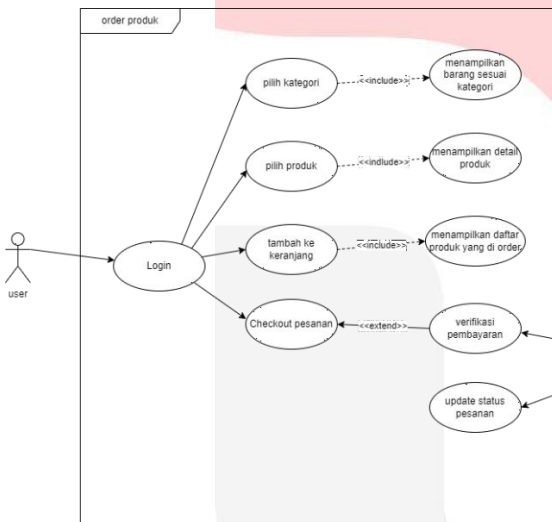 order produk
pilih kategori
<<include>>
menampilkan
barang sesuai
kategori
pilih produk
<<indlude>>
menampilkan detail
produk
user
Login
tambah ke
keranjang
<<include>>
menampilkan daftar
produk yang di order
Checkout pesanan
<<extend>>
verifikasi
pembayaran
update status
pesanan